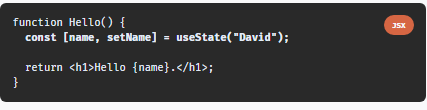 function Hello() {
  const [name, setName] = useState("David");

  return <h1>Hello {name}.</h1>;
}
JSX